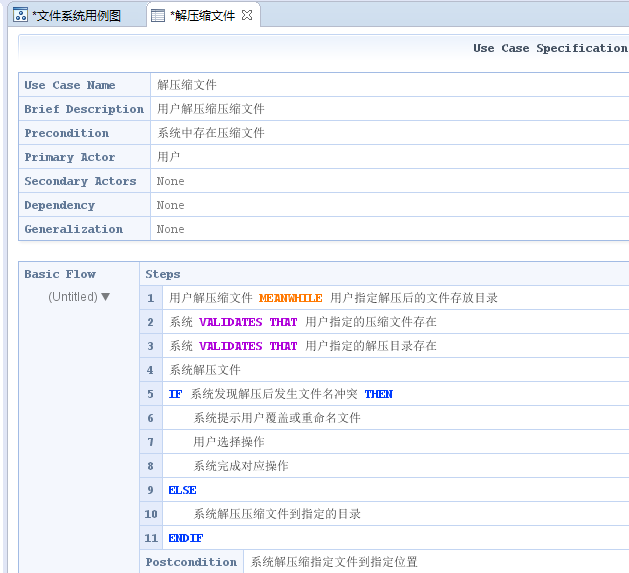 *文件系统用例图 *解压缩文件
Use Case Specification
Use Case Name 解压缩文件
Brief Description 用户解压缩压缩文件
Precondition 系统中存在压缩文件
Primary Actor 用户
Secondary Actors None
Dependency None
Generalization None
Basic Flow Steps
(Untitled) ▼
1 用户解压缩文件 MEANWHILE 用户指定解压后的文件存放目录
2 系统 VALIDATES THAT 用户指定的压缩文件存在
3 系统 VALIDATES THAT 用户指定的解压目录存在
4 系统解压文件
5 IF 系统发现解压后发生文件名冲突 THEN
6 系统提示用户覆盖或重命名文件
7 用户选择操作
8 系统完成对应操作
9 ELSE
10 系统解压压缩文件到指定的目录
11 ENDIF
Postcondition 系统解压缩指定文件到指定位置